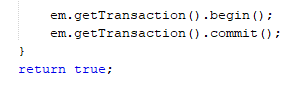 em.getTransaction().begin();
em.getTransaction().commit();
}
return true;